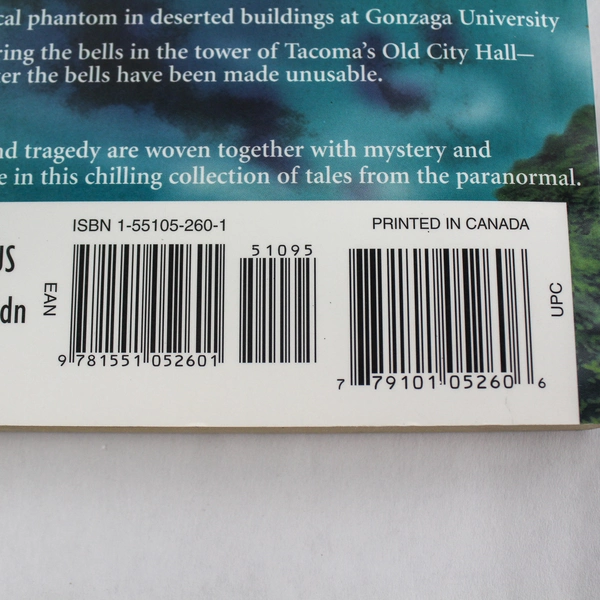 cal phantom in deserted buildings at Gonzaga University
ring the bells in the tower of Tacoma's Old City Hall—
ter the bells have been made unusable.
nd tragedy are woven together with mystery and
e in this chilling collection of tales from the paranormal.
ISBN 1-55105-260-1
PRINTED IN CANADA
US
dn
EAN
51095
9 781551 052601
7 79101 05260 6
UPC